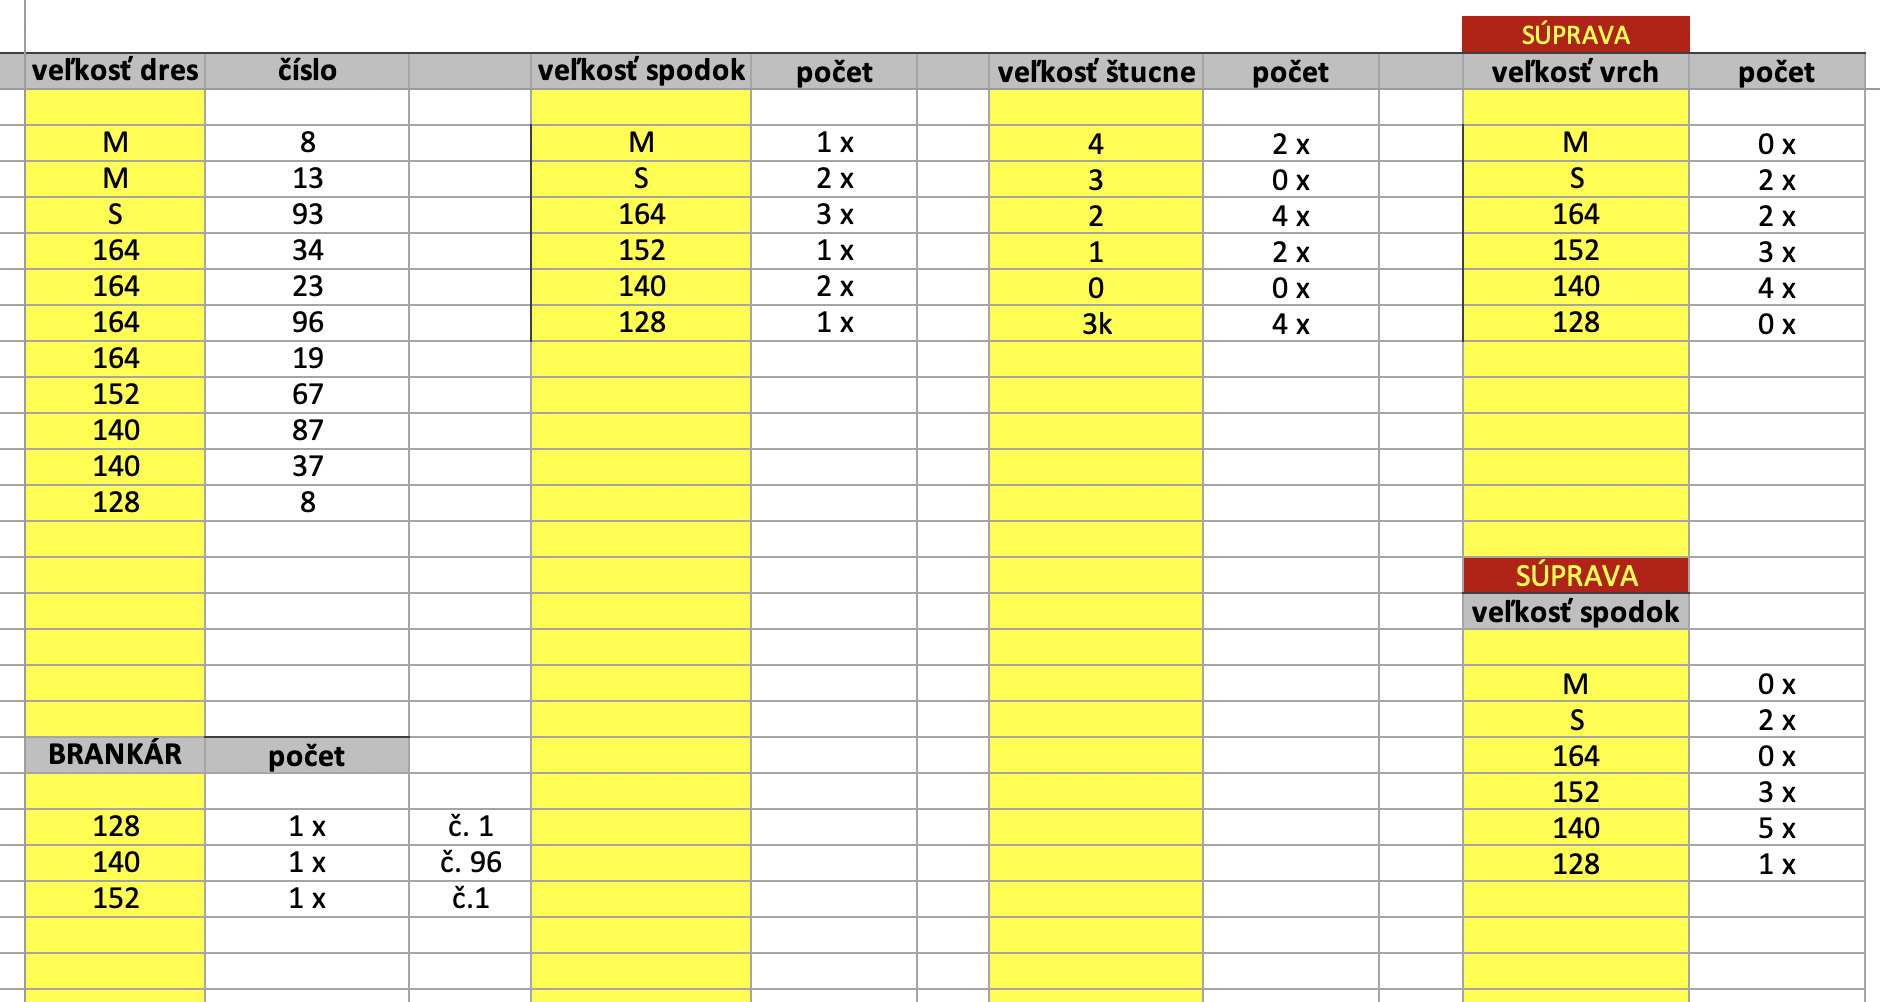 SÚPRAVA
veľkosť dres číslo veľkosť spodok počet veľkosť štucne počet veľkosť vrch počet
M 8 M 1 x 4 2 x M 0 x
M 13 S 2 x 3 0 x S 2 x
S 93 164 3 x 2 4 x 164 2 x
164 34 152 1 x 1 2 x 152 3 x
164 23 140 2 x 0 0 x 140 4 x
164 96 128 1 x 3k 4 x 128 0 x
164 19
152 67
140 87
140 37
128 8
SÚPRAVA
veľkosť spodok
M 0 x
S 2 x
BRANKÁR počet 164 0 x
152 3 x
128 1 x č. 1 140 5 x
140 1 x č. 96 128 1 x
152 1 x č.1